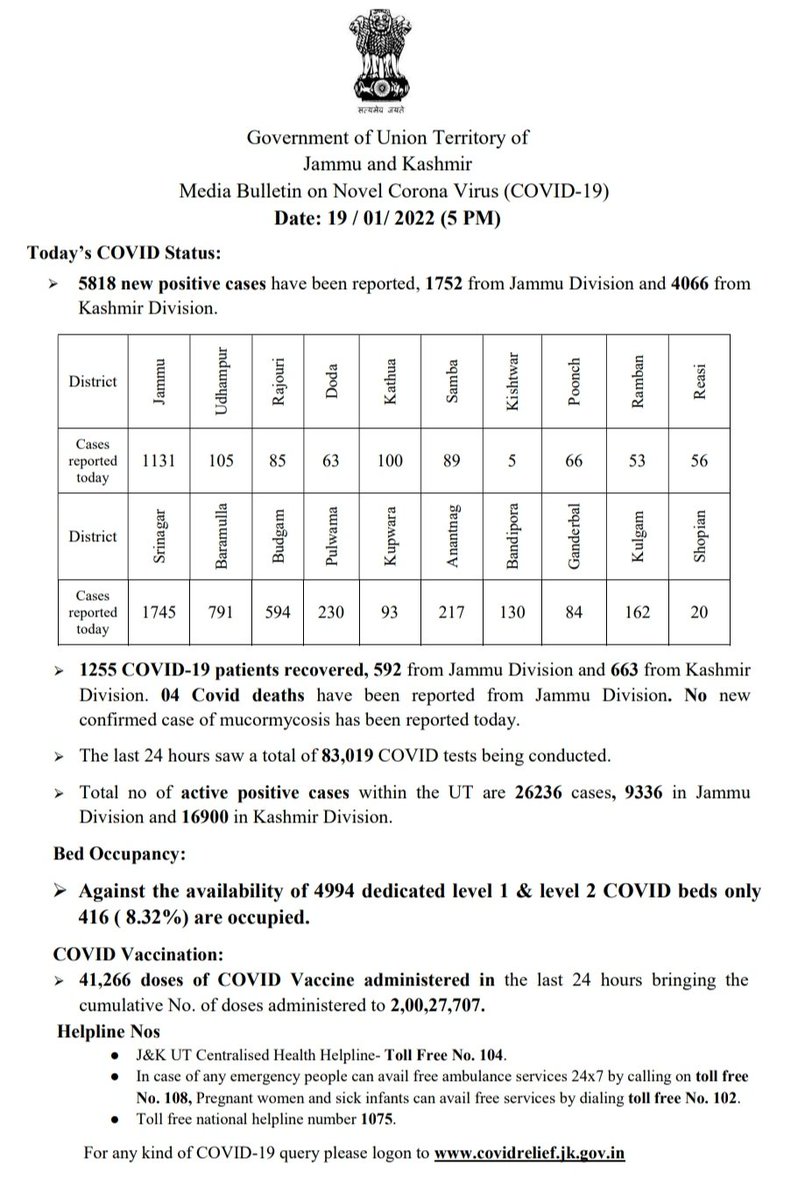 सत्यमेव जयते
Government of Union Territory of
Jammu and Kashmir
Media Bulletin on Novel Corona Virus (COVID-19)
Date: 19 / 01/ 2022 (5 PM)
Today’s COVID Status:
➢ 5818 new positive cases have been reported, 1752 from Jammu Division and 4066 from
Kashmir Division.
District Jammu Udhampur Rajouri Doda Kathua Samba Kishtwar Poonch Ramban Reasi
Cases
reported
today 1131 105 85 63 100 89 5 66 53 56
District Srinagar Baramulla Budgam Pulwama Kupwara Anantnag Bandipora Ganderbal Kulgam Shopian
Cases
reported
today 1745 791 594 230 93 217 130 84 162 20
➢ 1255 COVID-19 patients recovered, 592 from Jammu Division and 663 from Kashmir
Division. 04 Covid deaths have been reported from Jammu Division. No new
confirmed case of mucormycosis has been reported today.
➢ The last 24 hours saw a total of 83,019 COVID tests being conducted.
➢ Total no of active positive cases within the UT are 26236 cases, 9336 in Jammu
Division and 16900 in Kashmir Division.
Bed Occupancy:
➢ Against the availability of 4994 dedicated level 1 & level 2 COVID beds only
416 ( 8.32%) are occupied.
COVID Vaccination:
➢ 41,266 doses of COVID Vaccine administered in the last 24 hours bringing the
cumulative No. of doses administered to 2,00,27,707.
Helpline Nos
● J&K UT Centralised Health Helpline- Toll Free No. 104.
● In case of any emergency people can avail free ambulance services 24x7 by calling on toll free
No. 108, Pregnant women and sick infants can avail free services by dialing toll free No. 102.
● Toll free national helpline number 1075.
For any kind of COVID-19 query please logon to www.covidrelief.jk.gov.in